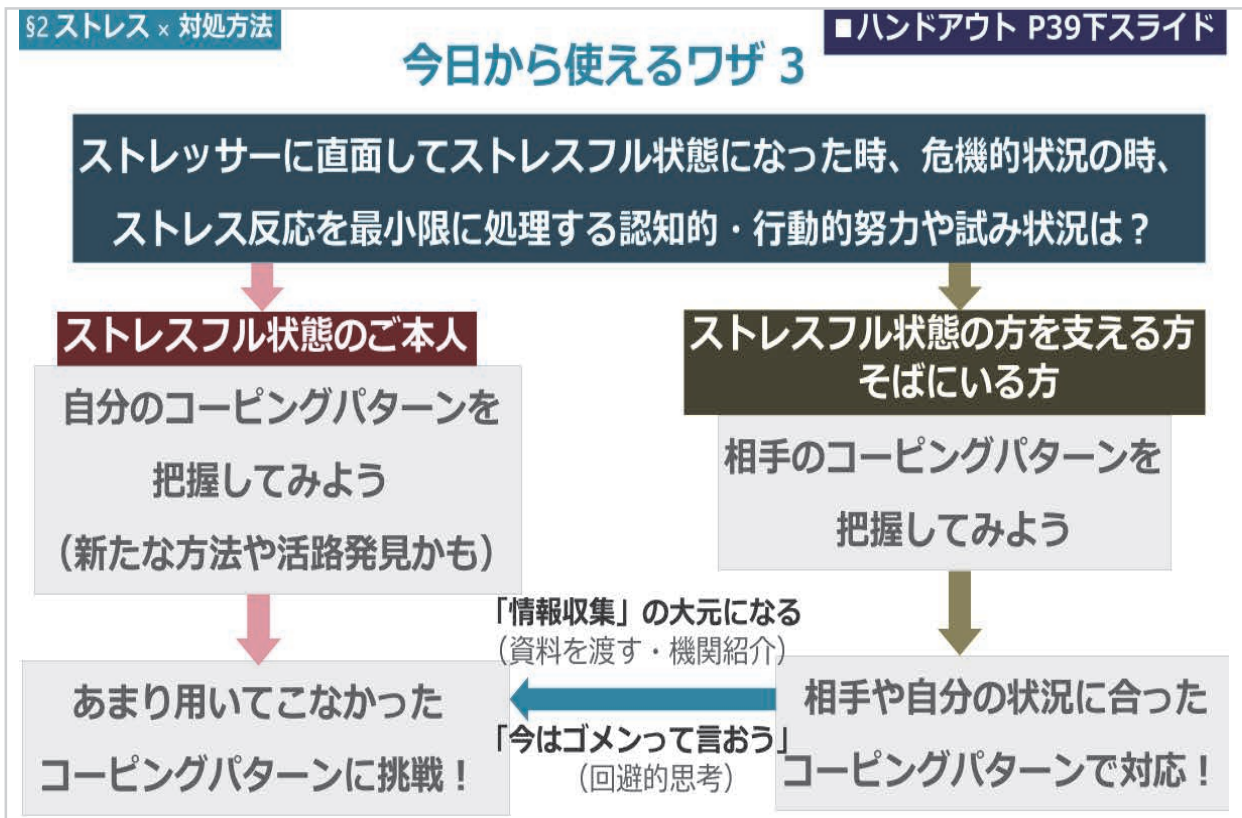 §2 ストレス × 対処方法
■ハンドアウト P39下スライド
今日から使えるワザ 3
ストレッサーに直面してストレスフル状態になった時、危機的状況の時、
ストレス反応を最小限に処理する認知的・行動的努力や試み状況は？
ストレスフル状態のご本人
自分のコーピングパターンを
把握してみよう
（新たな方法や活路発見かも）
あまり用いてこなかった
コーピングパターンに挑戦！
ストレスフル状態の方を支える方
そばにいる方
相手のコーピングパターンを
把握してみよう
相手や自分の状況に合った
コーピングパターンで対応！
「情報収集」の大元になる
（資料を渡す・機関紹介）
「今はゴメンって言おう」
（回避的思考）